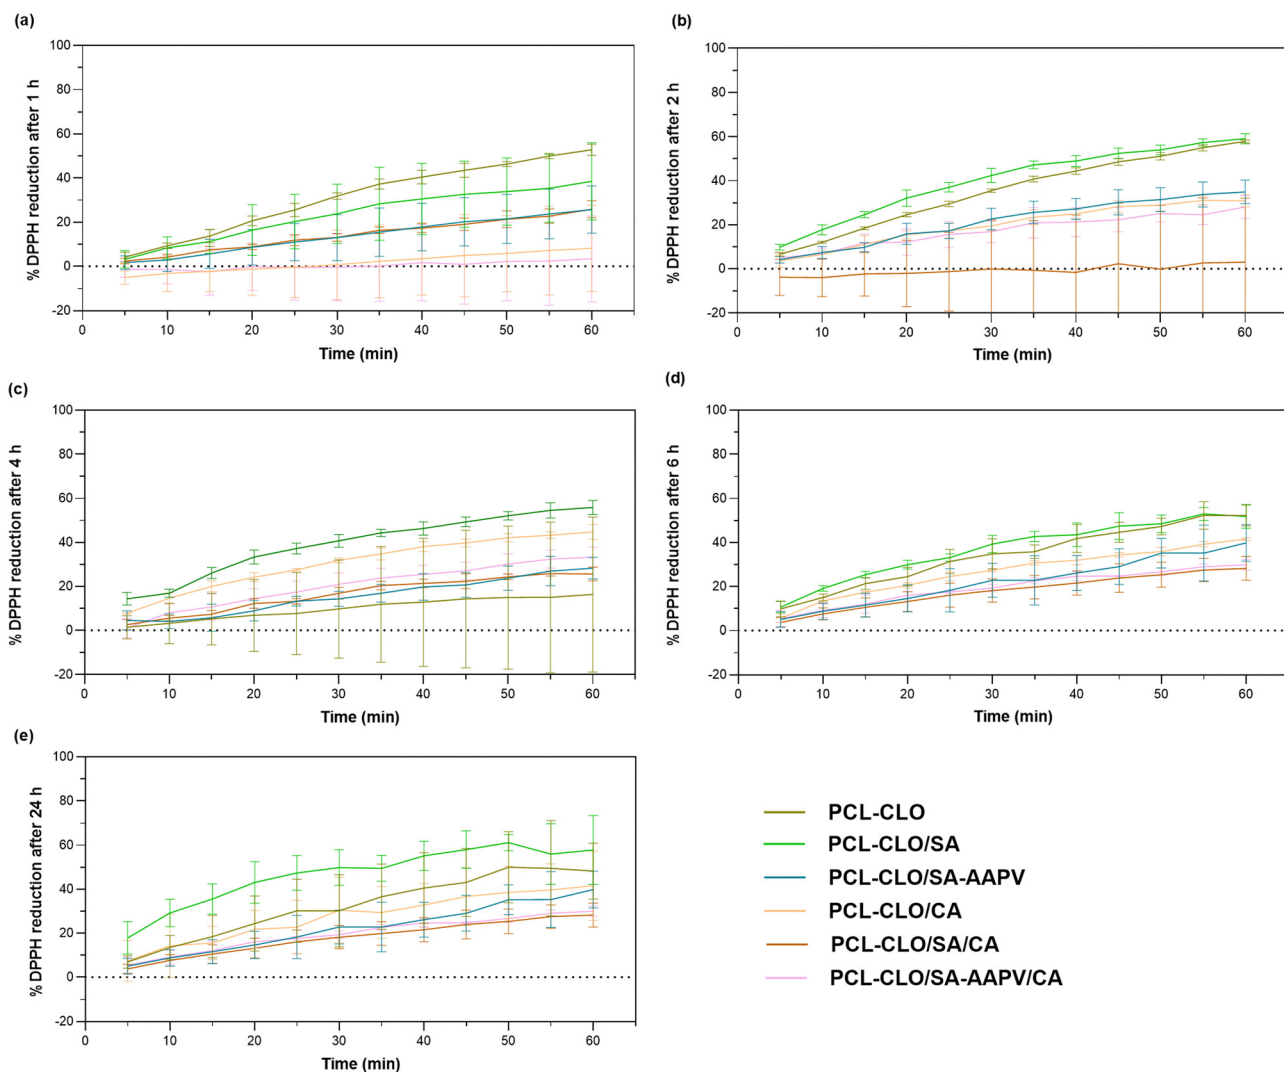 (a)
% DPPH reduction after 1 h
100
80
60
40
20
0
-20
0 10 20 30 40 50 60
Time (min)
(b)
% DPPH reduction after 2 h
100
80
60
40
20
0
-20
0 10 20 30 40 50 60
Time (min)
(c)
% DPPH reduction after 4 h
100
80
60
40
20
0
-20
0 10 20 30 40 50 60
Time (min)
(d)
% DPPH reduction after 6 h
100
80
60
40
20
0
-20
0 10 20 30 40 50 60
Time (min)
(e)
% DPPH reduction after 24 h
100
80
60
40
20
0
-20
0 10 20 30 40 50 60
Time (min)
PCL-CLO
PCL-CLO/SA
PCL-CLO/SA-AAPV
PCL-CLO/CA
PCL-CLO/SA/CA
PCL-CLO/SA-AAPV/CA